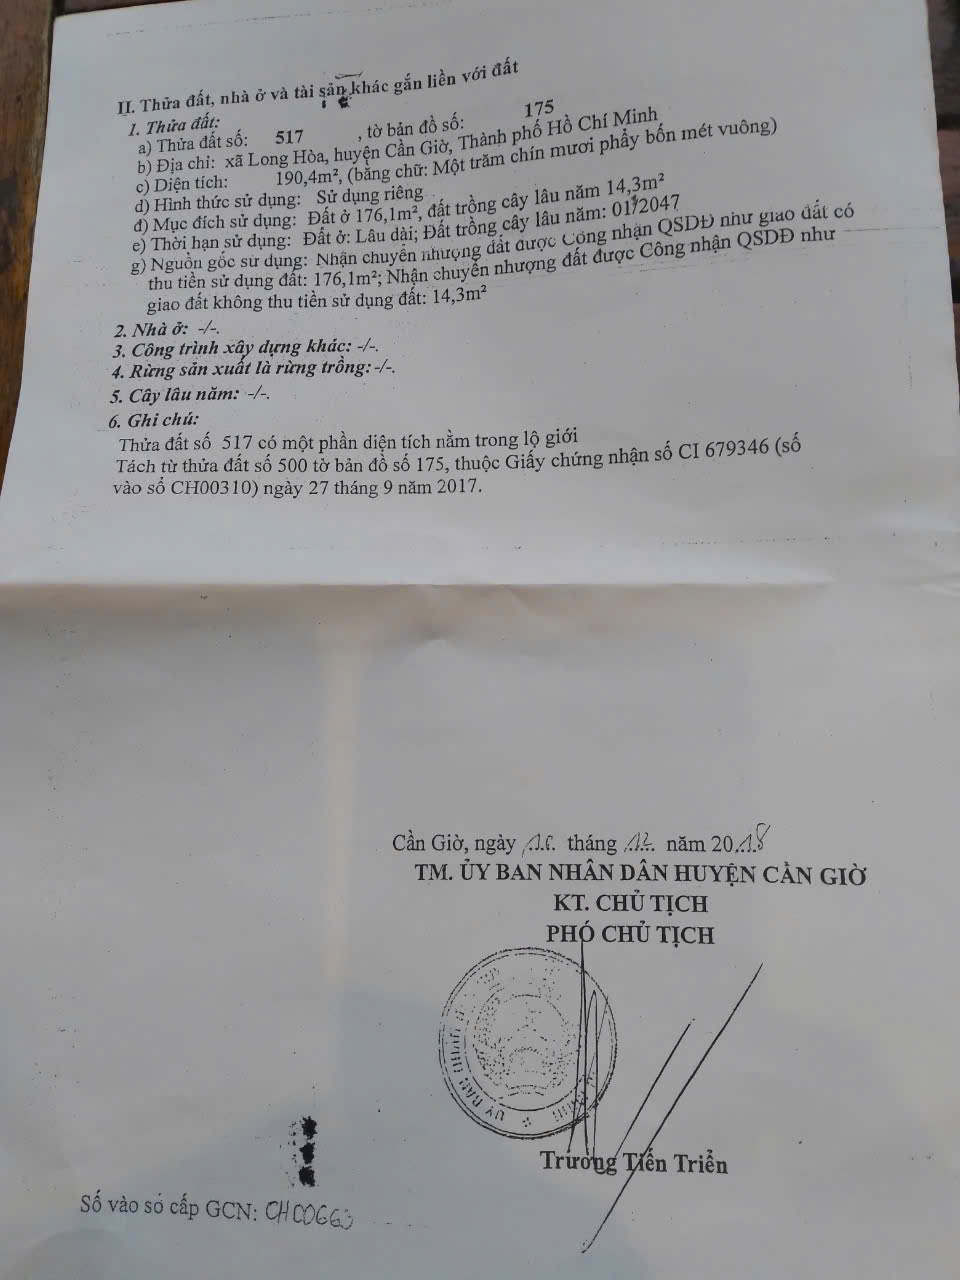 II. Thửa đất, nhà ở và tài sản khác gắn liền với đất
1. Thửa đất:
a) Thửa đất số: 517 , tờ bản đồ số: 175
b) Địa chỉ: xã Long Hòa, huyện Cần Giờ, Thành phố Hồ Chí Minh
c) Diện tích: 190,4m², (bằng chữ: Một trăm chín mươi phẩy bốn mét vuông)
d) Hình thức sử dụng: Sử dụng riêng
đ) Mục đích sử dụng: Đất ở 176,1m², đất trồng cây lâu năm 14,3m²
e) Thời hạn sử dụng: Đất ở: Lâu dài; Đất trồng cây lâu năm: 01/2047
g) Nguồn gốc sử dụng: Nhận chuyển nhượng đất được Công nhận QSDĐ như giao đất có
thu tiền sử dụng đất: 176,1m²; Nhận chuyển nhượng đất được Công nhận QSDĐ như
giao đất không thu tiền sử dụng đất: 14,3m²
2. Nhà ở: -/-.
3. Công trình xây dựng khác: -/-.
4. Rừng sản xuất là rừng trồng: -/-.
5. Cây lâu năm: -/-.
6. Ghi chú:
Thửa đất số 517 có một phần diện tích nằm trong lộ giới
Tách từ thửa đất số 500 tờ bản đồ số 175, thuộc Giấy chứng nhận số CI 679346 (số
vào sổ CH00310) ngày 27 tháng 9 năm 2017.
Cần Giờ, ngày tháng 12 năm 2018
TM. ỦY BAN NHÂN DÂN HUYỆN CẦN GIỜ
KT. CHỦ TỊCH
PHÓ CHỦ TỊCH
ỦY BAN NHÂN
Trương Tiến Triển
Số vào sổ cấp GCN: CH00663